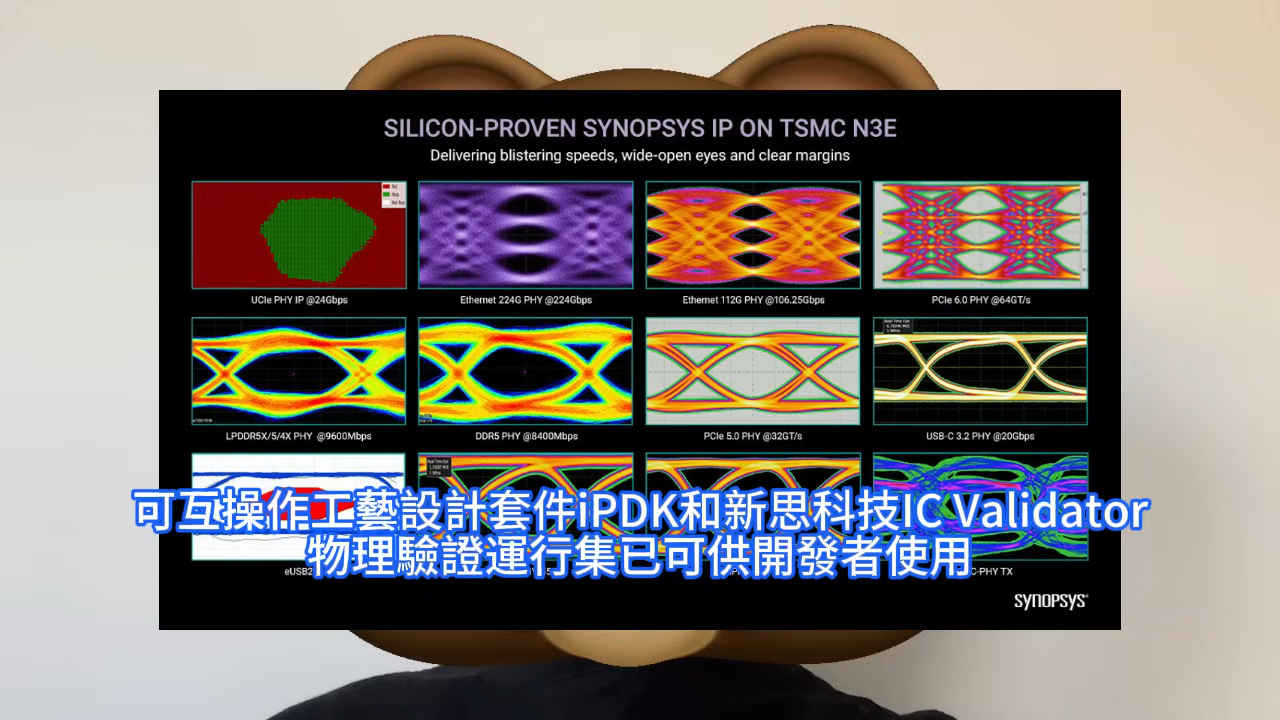 SILICON-PROVEN SYNOPSYS IP ON TSMC N3E
Delivering blistering speeds, wide-open eyes and clear margins
UCIe PHY IP @24Gbps
Ethernet 224G PHY @224Gbps
Ethernet 112G PHY @106.25Gbps
PCIe 6.0 PHY @64GT/s
LPDDR5X/5/4X PHY @9600Mbps
DDR5 PHY @8400Mbps
PCIe 5.0 PHY @32GT/s
USB-C 3.2 PHY @20Gbps
可互操作工藝設計套件iPDK和新思科技IC Validator
物理驗證運行集已可供開發者使用
eUSB2
C-PHY TX
SYNOPSYS